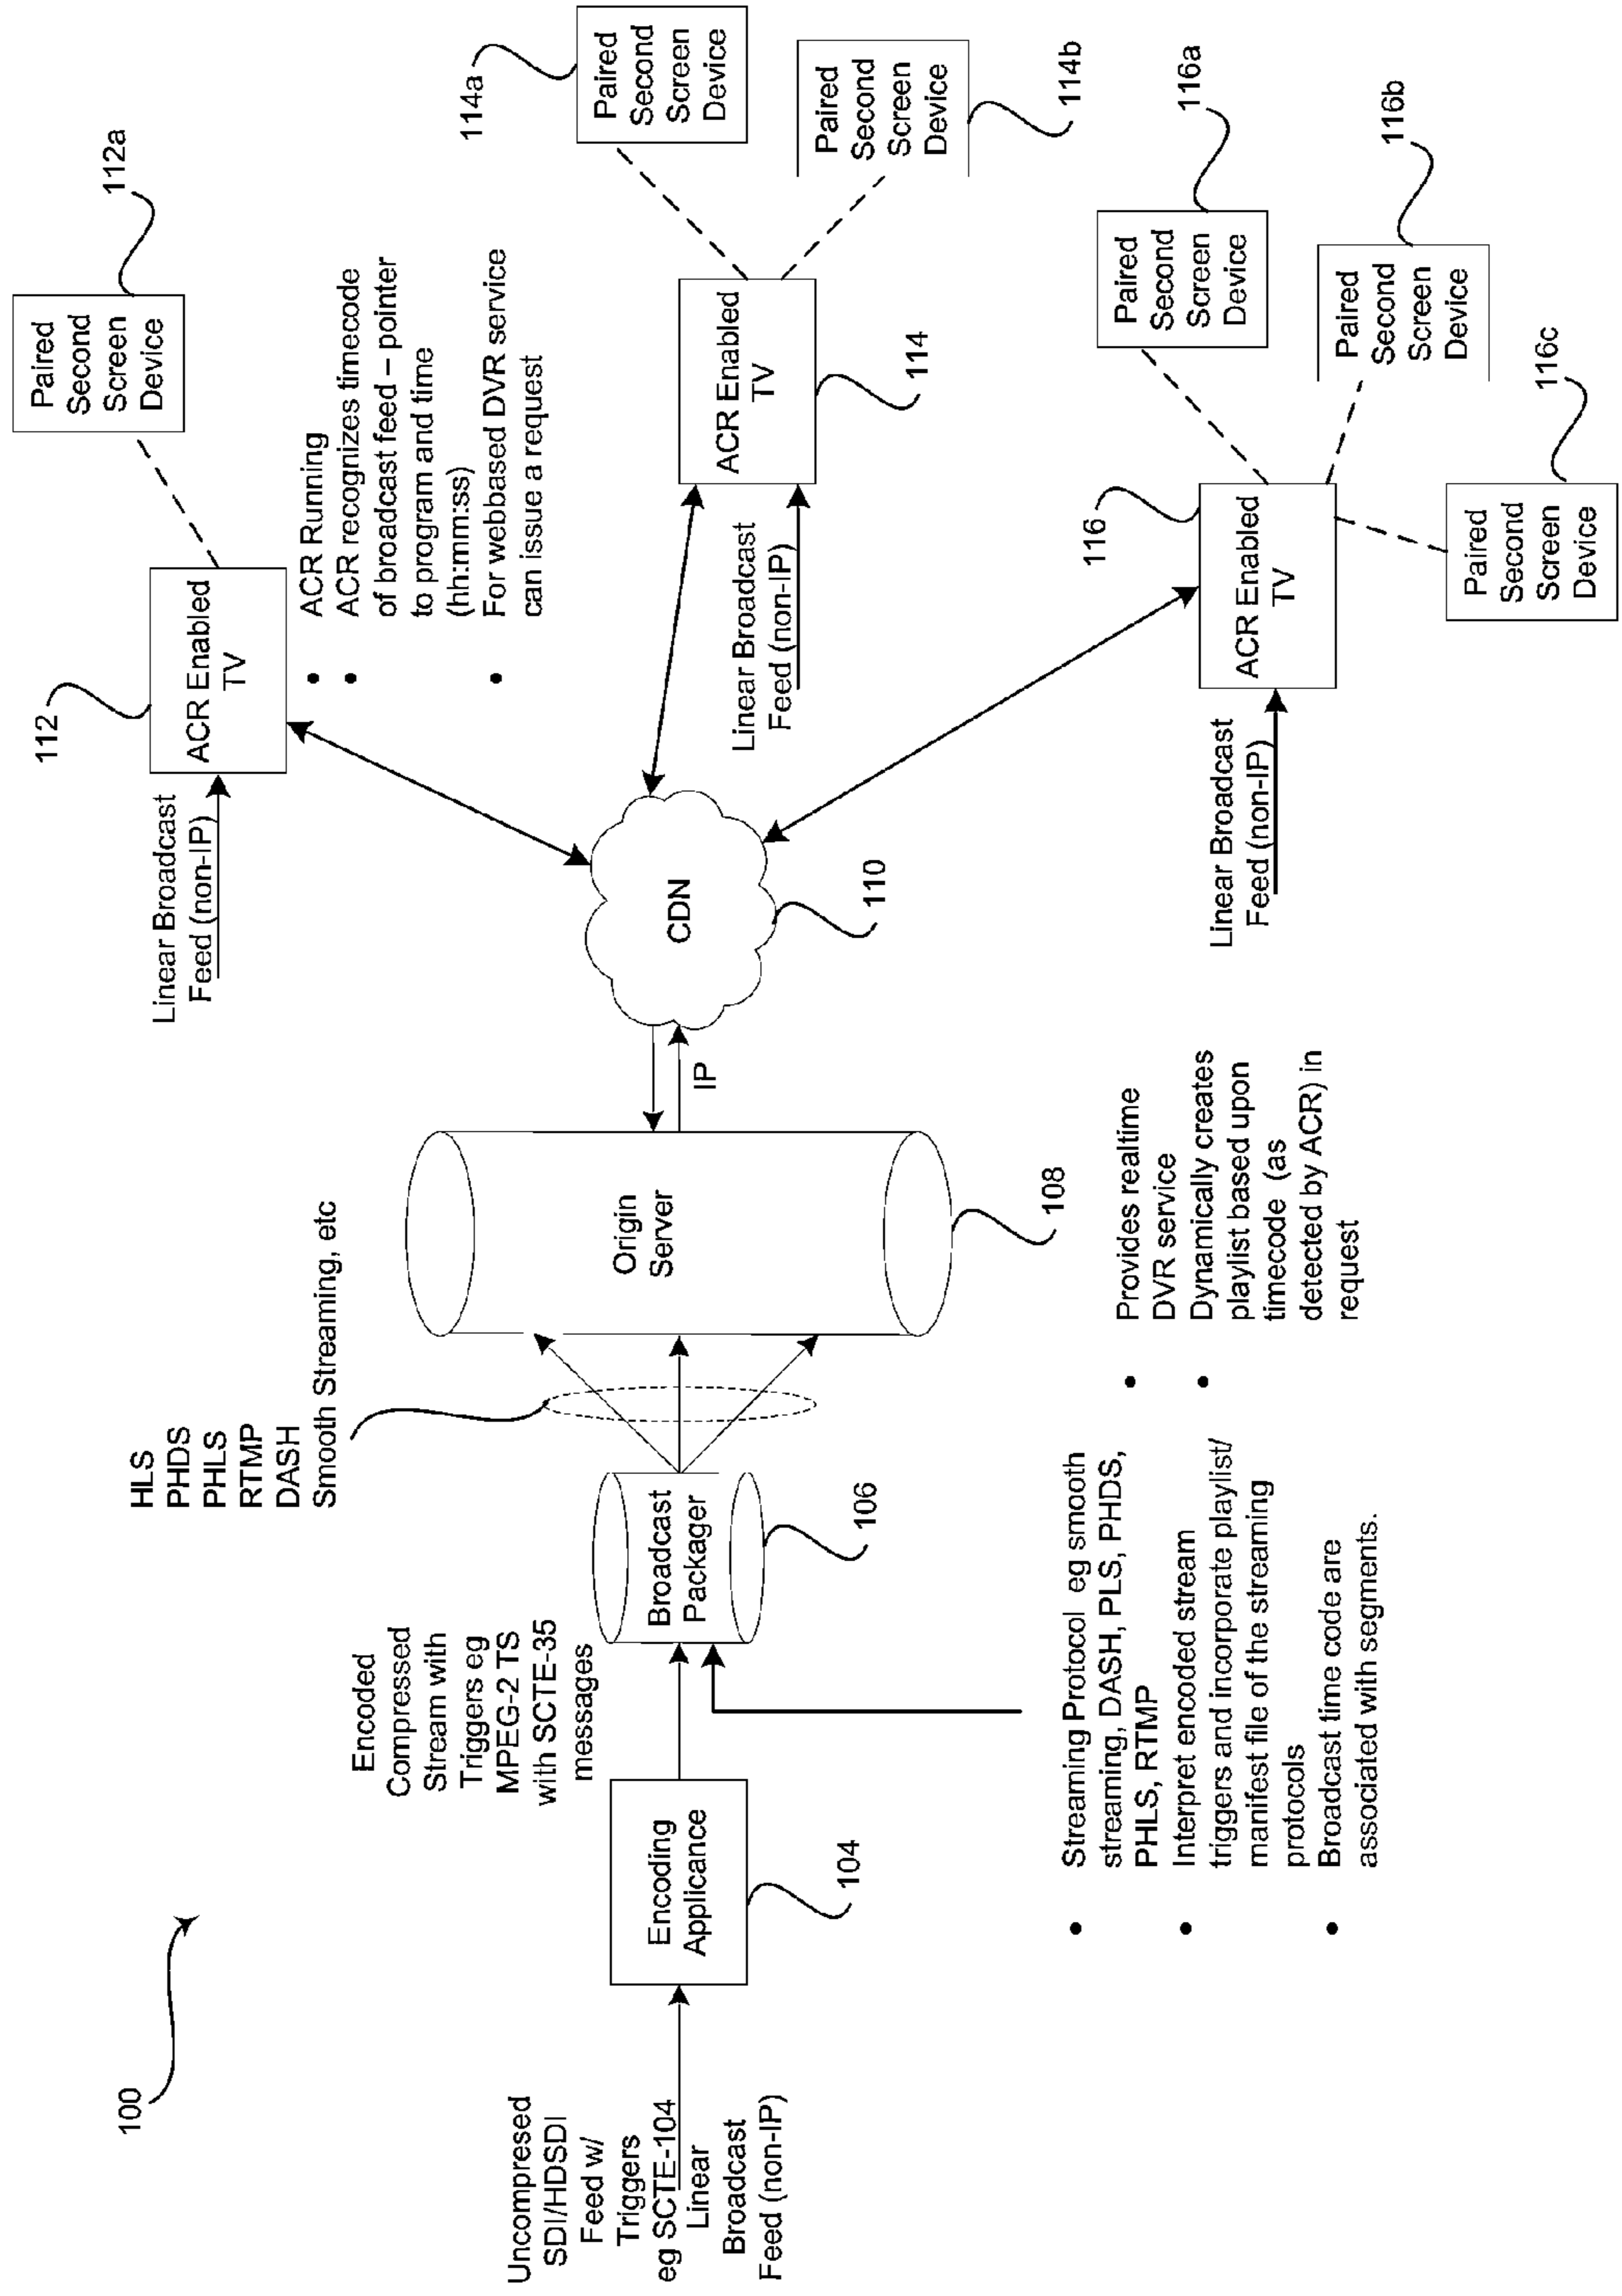 100
Uncompresed
SDI/HDSDI
Feed w/
Triggers
eg SCTE-104
Linear
Broadcast
Feed (non-IP)
Encoding
Applicance
104
Encoded
Compressed
Stream with
Triggers eg
MPEG-2 TS
with SCTE-35
messages
Broadcast
Packager
106
• Streaming Protocol eg smooth
streaming, DASH, PLS, PHDS,
PHLS, RTMP
• Interpret encoded stream
triggers and incorporate playlist/
manifest file of the streaming
protocols
• Broadcast time code are
associated with segments.
HLS
PHDS
PHLS
RTMP
DASH
Smooth Streaming, etc
Origin
Server
108
• Provides realtime
DVR service
• Dynamically creates
playlist based upon
timecode (as
detected by ACR) in
request
IP
CDN
110
Linear Broadcast
Feed (non-IP)
112
ACR Enabled
TV
• ACR Running
• ACR recognizes timecode
of broadcast feed – pointer
to program and time
(hh:mm:ss)
• For webbased DVR service
can issue a request
Paired
Second
Screen
Device
112a
Linear Broadcast
Feed (non-IP)
ACR Enabled
TV
114
114a
Paired
Second
Screen
Device
Paired
Second
Screen
Device
114b
Linear Broadcast
Feed (non-IP)
116
ACR Enabled
TV
Paired
Second
Screen
Device
116a
Paired
Second
Screen
Device
116b
Paired
Second
Screen
Device
116c